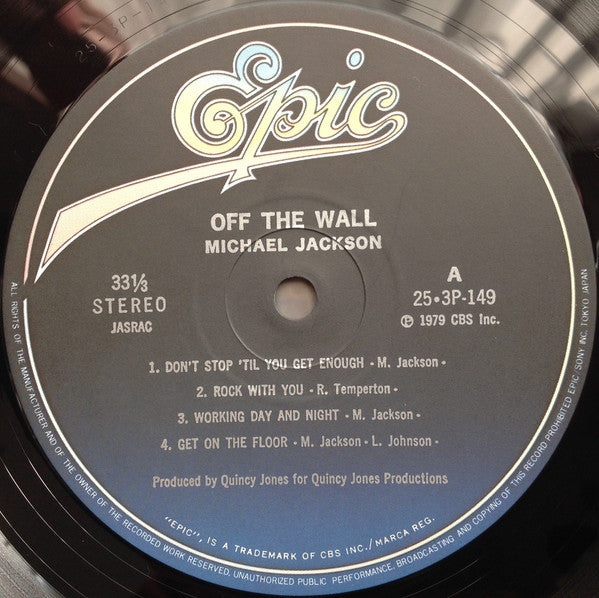 Epic
OFF THE WALL
MICHAEL JACKSON
33⅓
STEREO
JASRAC
A
25・3P-149
℗ 1979 CBS Inc.
1. DON'T STOP 'TIL YOU GET ENOUGH - M. Jackson -
2. ROCK WITH YOU - R. Temperton -
3. WORKING DAY AND NIGHT - M. Jackson -
4. GET ON THE FLOOR - M. Jackson - L. Johnson -
Produced by Quincy Jones for Quincy Jones Productions
"EPIC", IS A TRADEMARK OF CBS INC./MARCA REG.
ALL RIGHTS OF THE MANUFACTURER AND OF THE OWNER OF THE RECORDED WORK RESERVED. UNAUTHORIZED PUBLIC PERFORMANCE. BROADCASTING AND COPYING OF THIS RECORD PROHIBITED EPIC/SONY INC. TOKYO JAPAN